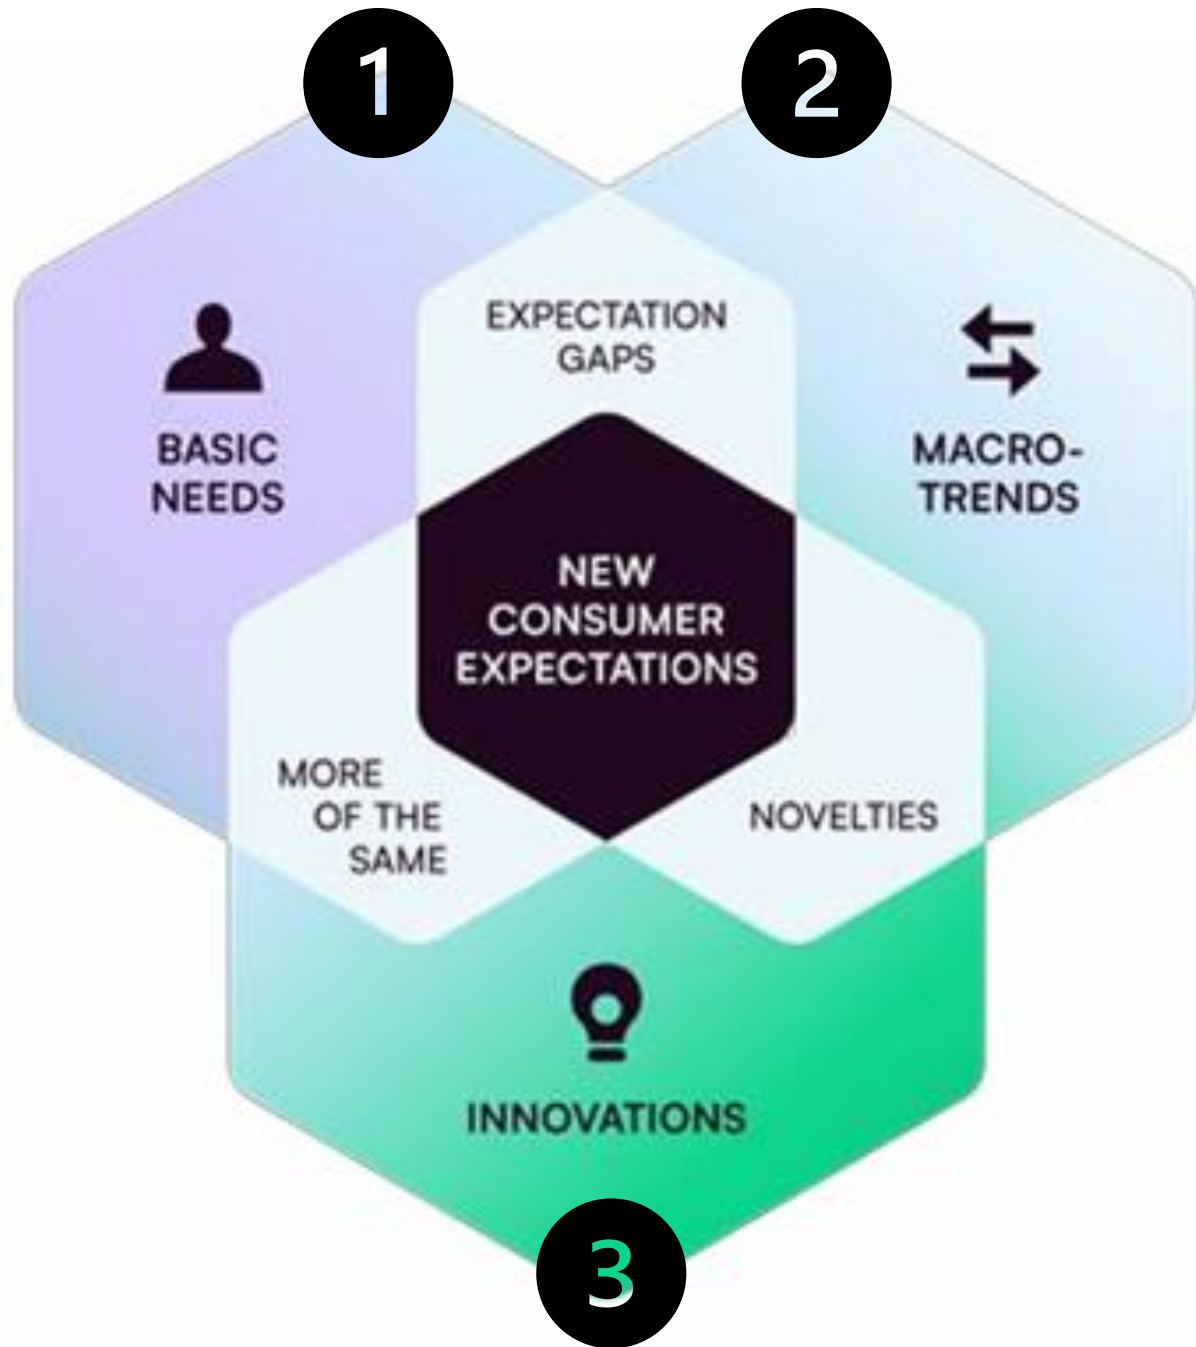 1
2
EXPECTATION
GAPS
BASIC
NEEDS
MACRO-
TRENDS
NEW
CONSUMER
EXPECTATIONS
MORE
OF THE
SAME
NOVELTIES
INNOVATIONS
3